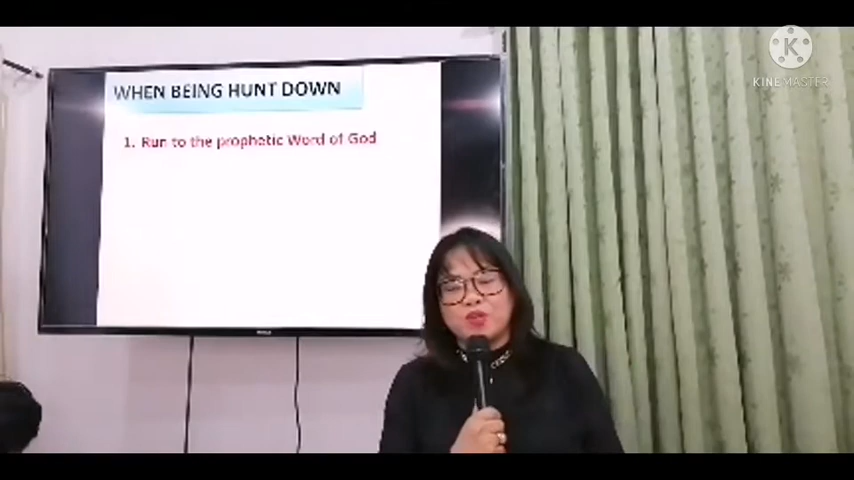 WHEN BEING HUNT DOWN
1. Run to the prophetic Word of God
KINEMASTER